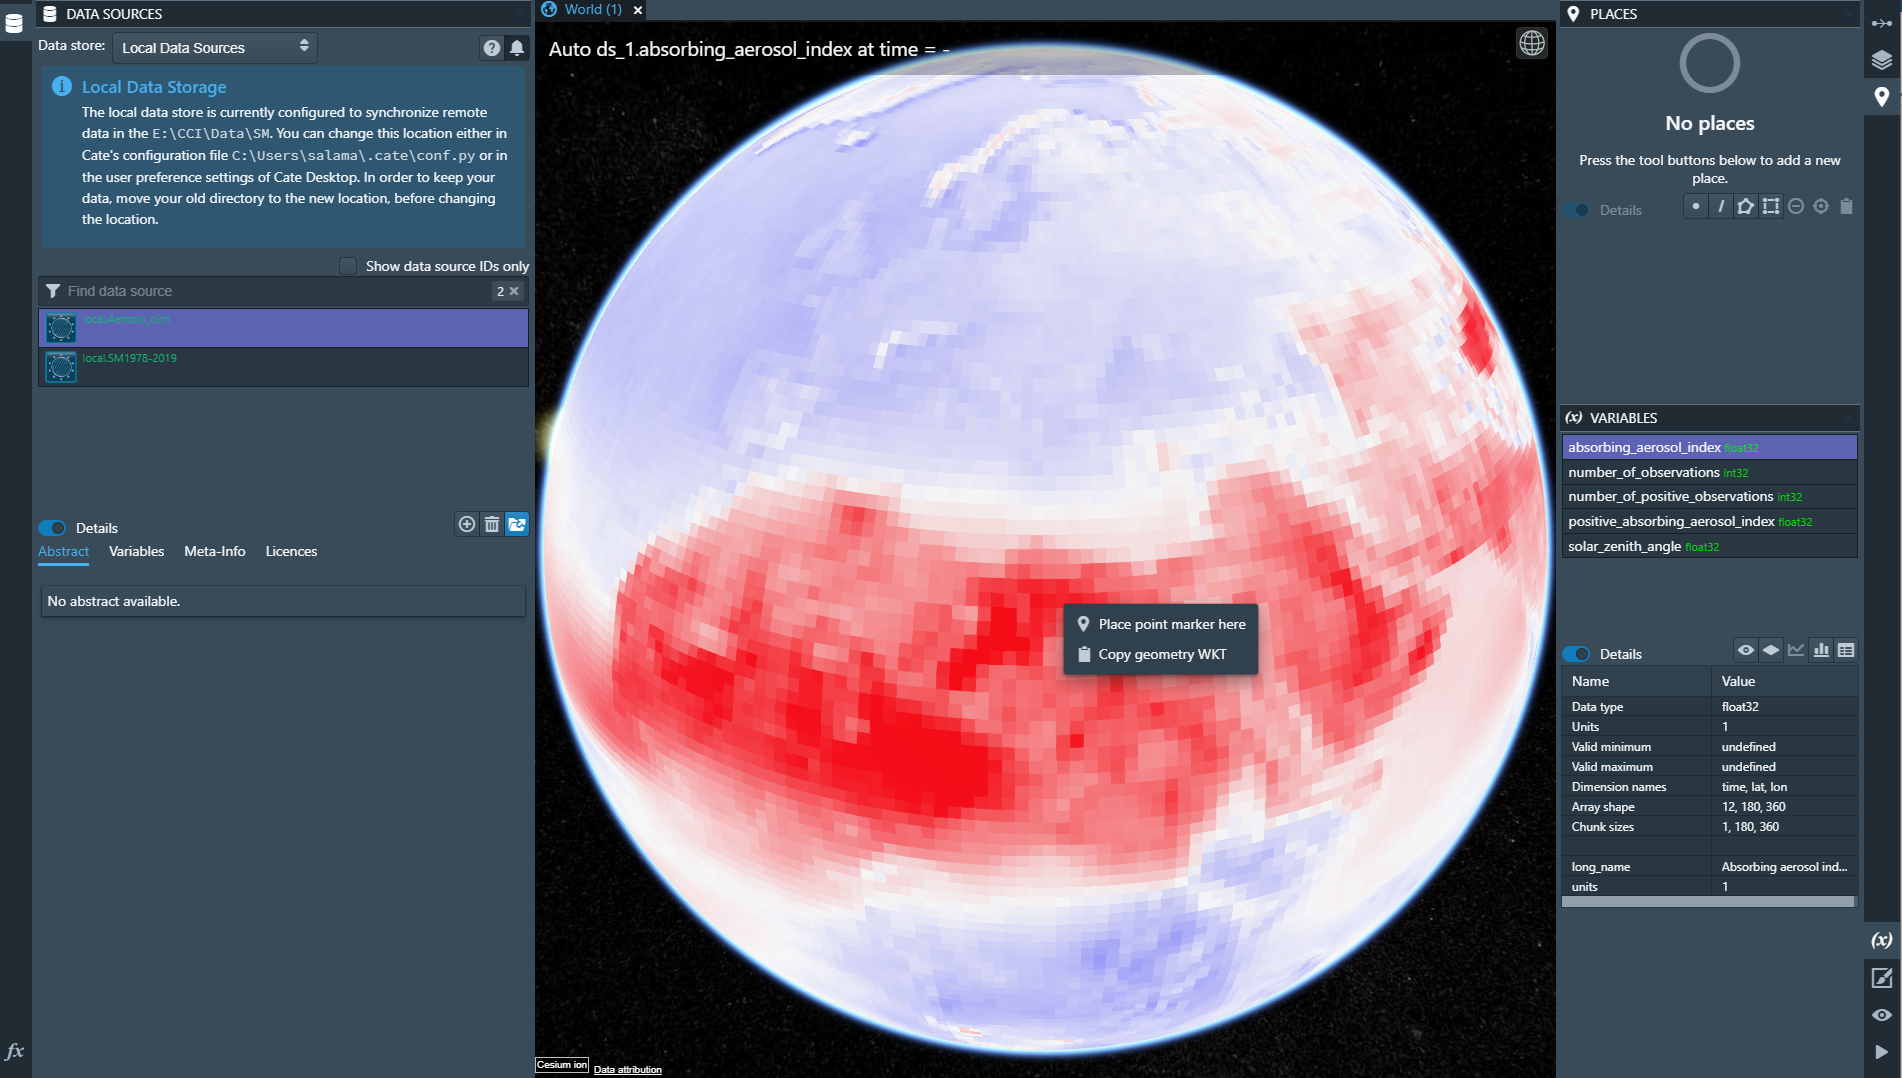 DATA SOURCES
Data store: Local Data Sources
Local Data Storage
The local data store is currently configured to synchronize remote
data in the E:\CCI\Data\SM. You can change this location either in
Cate's configuration file C:\Users\salama\.cate\conf.py or in
the user preference settings of Cate Desktop. In order to keep your
data, move your old directory to the new location, before changing
the location.
Show data source IDs only
Find data source 2
local.Aerosol_clim
local.SM1978-2019
Details
Abstract Variables Meta-Info Licences
No abstract available.
fx
World (1)
Auto ds_1.absorbing_aerosol_index at time = -
Place point marker here
Copy geometry WKT
Cesium ion Data attribution
PLACES
No places
Press the tool buttons below to add a new
place.
Details
(x) VARIABLES
absorbing_aerosol_index float32
number_of_observations int32
number_of_positive_observations int32
positive_absorbing_aerosol_index float32
solar_zenith_angle float32
Details
Name Value
Data type float32
Units 1
Valid minimum undefined
Valid maximum undefined
Dimension names time, lat, lon
Array shape 12, 180, 360
Chunk sizes 1, 180, 360
long_name Absorbing aerosol ind...
units 1
(x)